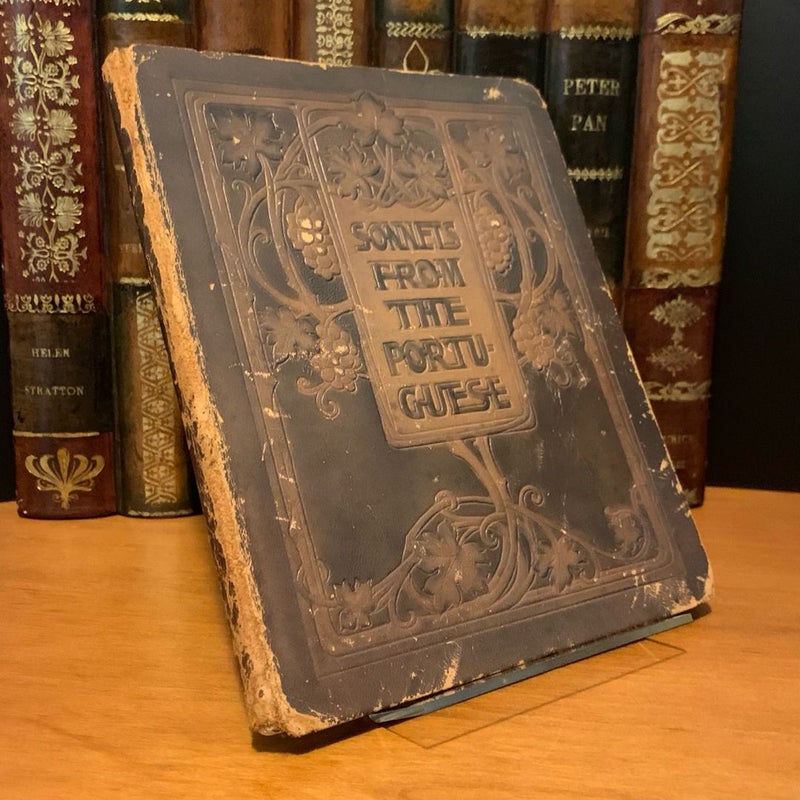 SONNETS
FROM
THE
PORTU-
GUESE
PETER
PAN
HELEN
STRATTON